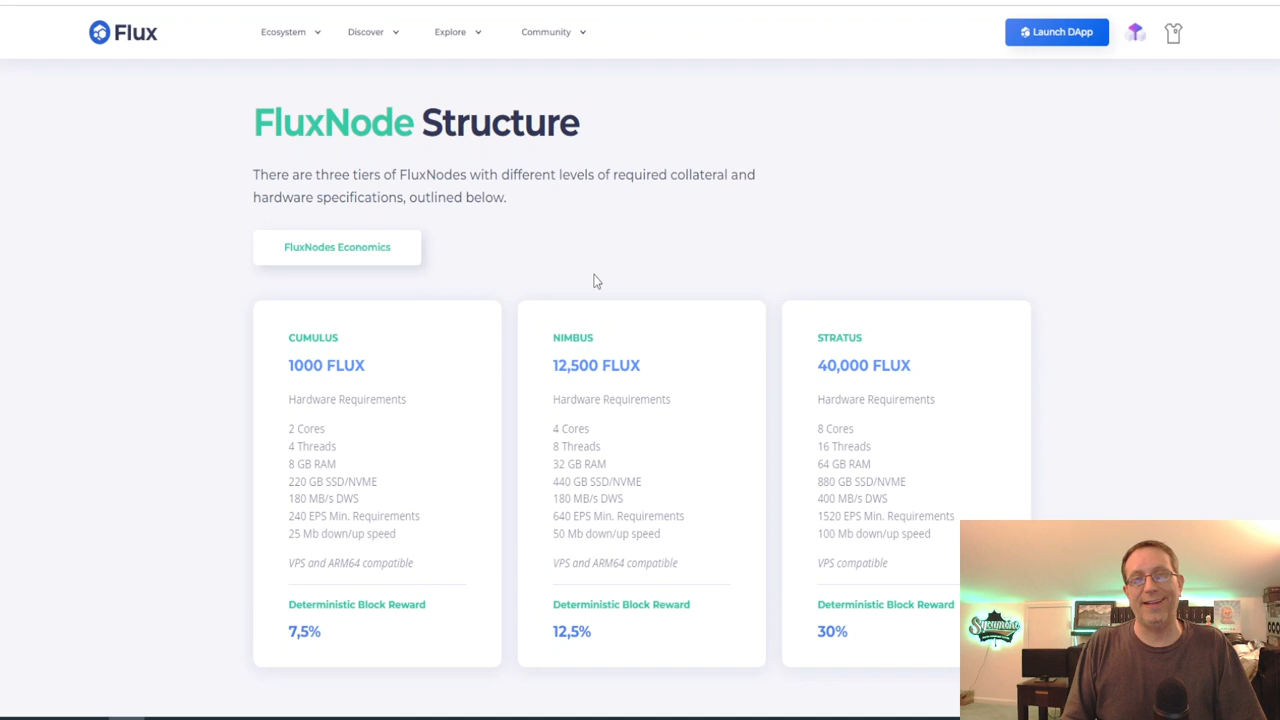 Flux
Ecosystem
Discover
Explore
Community
Launch DApp
FluxNode Structure
There are three tiers of FluxNodes with different levels of required collateral and
hardware specifications, outlined below.
FluxNodes Economics
CUMULUS
1000 FLUX
Hardware Requirements
2 Cores
4 Threads
8 GB RAM
220 GB SSD/NVME
180 MB/s DWS
240 EPS Min. Requirements
25 Mb down/up speed
VPS and ARM64 compatible
Deterministic Block Reward
7,5%
NIMBUS
12,500 FLUX
Hardware Requirements
4 Cores
8 Threads
32 GB RAM
440 GB SSD/NVME
180 MB/s DWS
640 EPS Min. Requirements
50 Mb down/up speed
VPS and ARM64 compatible
Deterministic Block Reward
12,5%
STRATUS
40,000 FLUX
Hardware Requirements
8 Cores
16 Threads
64 GB RAM
880 GB SSD/NVME
400 MB/s DWS
1520 EPS Min. Requirements
100 Mb down/up speed
VPS compatible
Deterministic Block Reward
30%